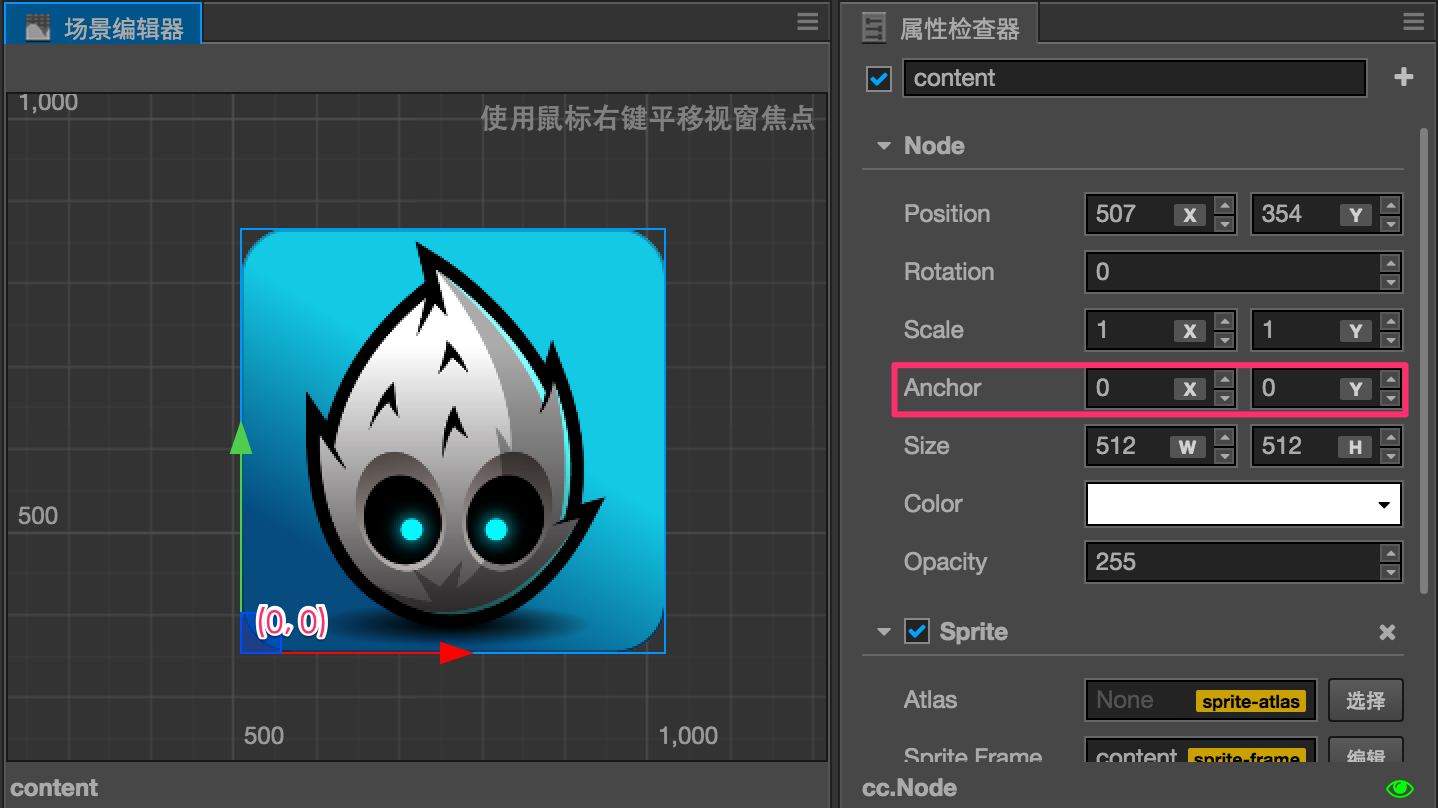 场景编辑器
1,000
使用鼠标右键平移视窗焦点
500
(0, 0)
500
1,000
content
属性检查器
content
Node
Position 507 X 354 Y
Rotation 0
Scale 1 X 1 Y
Anchor 0 X 0 Y
Size 512 W 512 H
Color
Opacity 255
Sprite
Atlas None sprite-atlas 选择
Sprite Frame content sprite-frame 编辑
cc.Node